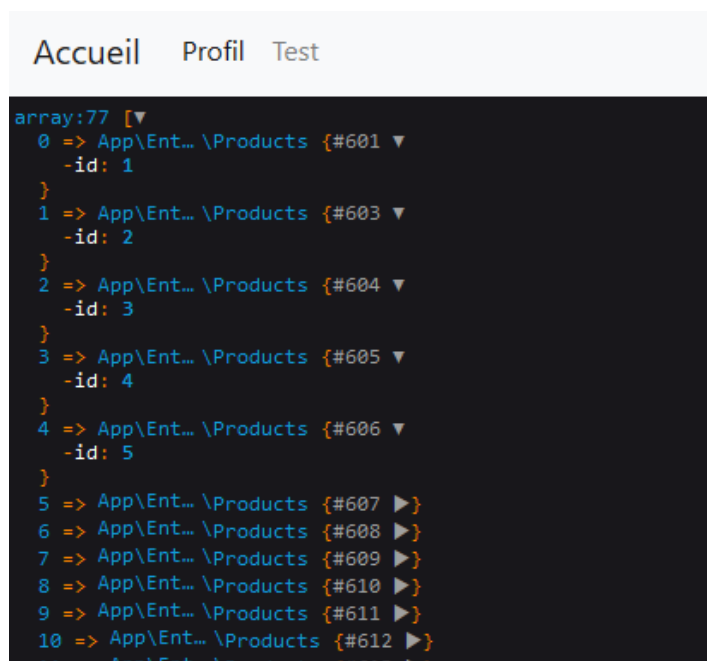 Accueil Profil Test
array:77 [▼
0 => App\Ent… \Products {#601 ▼
-id: 1
}
1 => App\Ent… \Products {#603 ▼
-id: 2
}
2 => App\Ent… \Products {#604 ▼
-id: 3
}
3 => App\Ent… \Products {#605 ▼
-id: 4
}
4 => App\Ent… \Products {#606 ▼
-id: 5
}
5 => App\Ent… \Products {#607 ▶}
6 => App\Ent… \Products {#608 ▶}
7 => App\Ent… \Products {#609 ▶}
8 => App\Ent… \Products {#610 ▶}
9 => App\Ent… \Products {#611 ▶}
10 => App\Ent… \Products {#612 ▶}